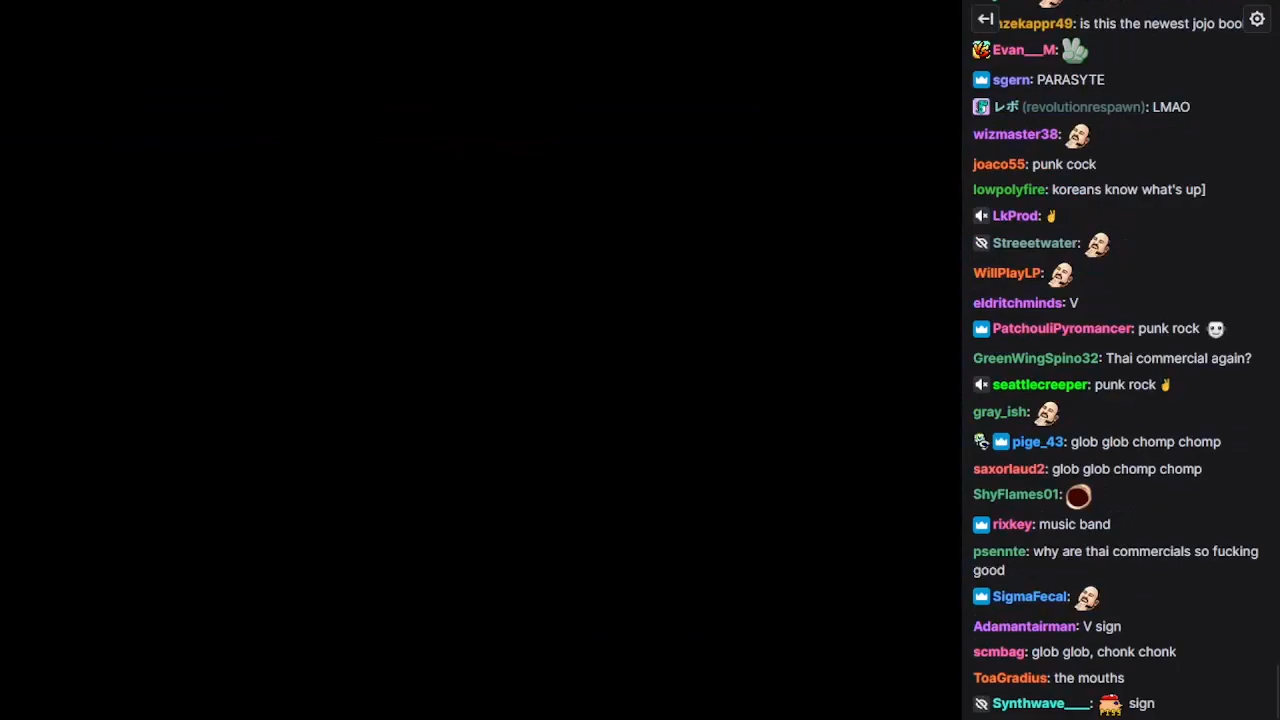 zekappr49: is this the newest jojo boo
Evan___M:
sgern: PARASYTE
レボ (revolutionrespawn): LMAO
wizmaster38:
joaco55: punk cock
lowpolyfire: koreans know what's up]
LkProd: ✌
Streeetwater:
WillPlayLP:
eldritchminds: V
PatchouliPyromancer: punk rock
GreenWingSpino32: Thai commercial again?
seattlecreeper: punk rock ✌
gray_ish:
pige_43: glob glob chomp chomp
saxorlaud2: glob glob chomp chomp
ShyFlames01:
rixkey: music band
psennte: why are thai commercials so fucking
good
SigmaFecal:
Adamantairman: V sign
scmbag: glob glob, chonk chonk
ToaGradius: the mouths
Synthwave____: sign